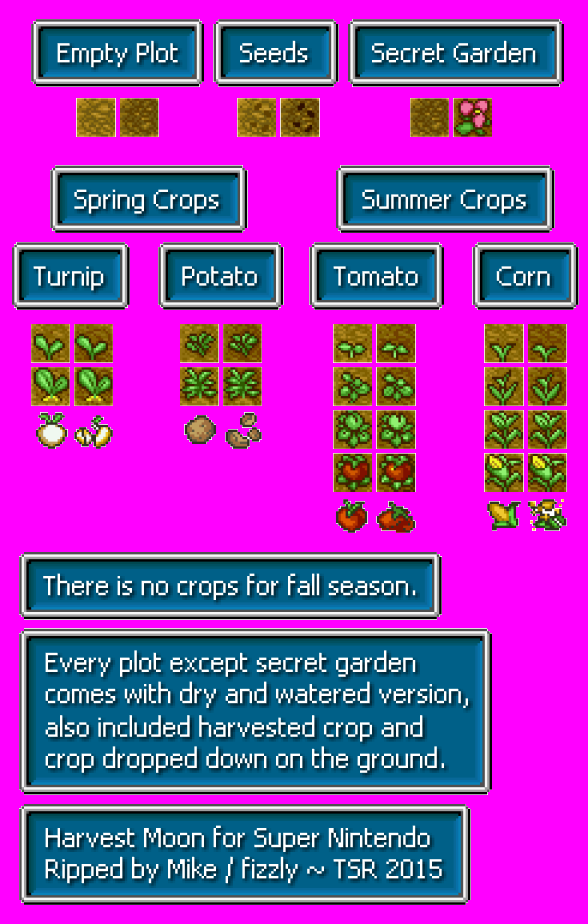 Empty Plot
Seeds
Secret Garden
Spring Crops
Summer Crops
Turnip
Potato
Tomato
Corn
There is no crops for fall season.
Every plot except secret garden
comes with dry and watered version,
also included harvested crop and
crop dropped down on the ground.
Harvest Moon for Super Nintendo
Ripped by Mike / fizzly ~ TSR 2015